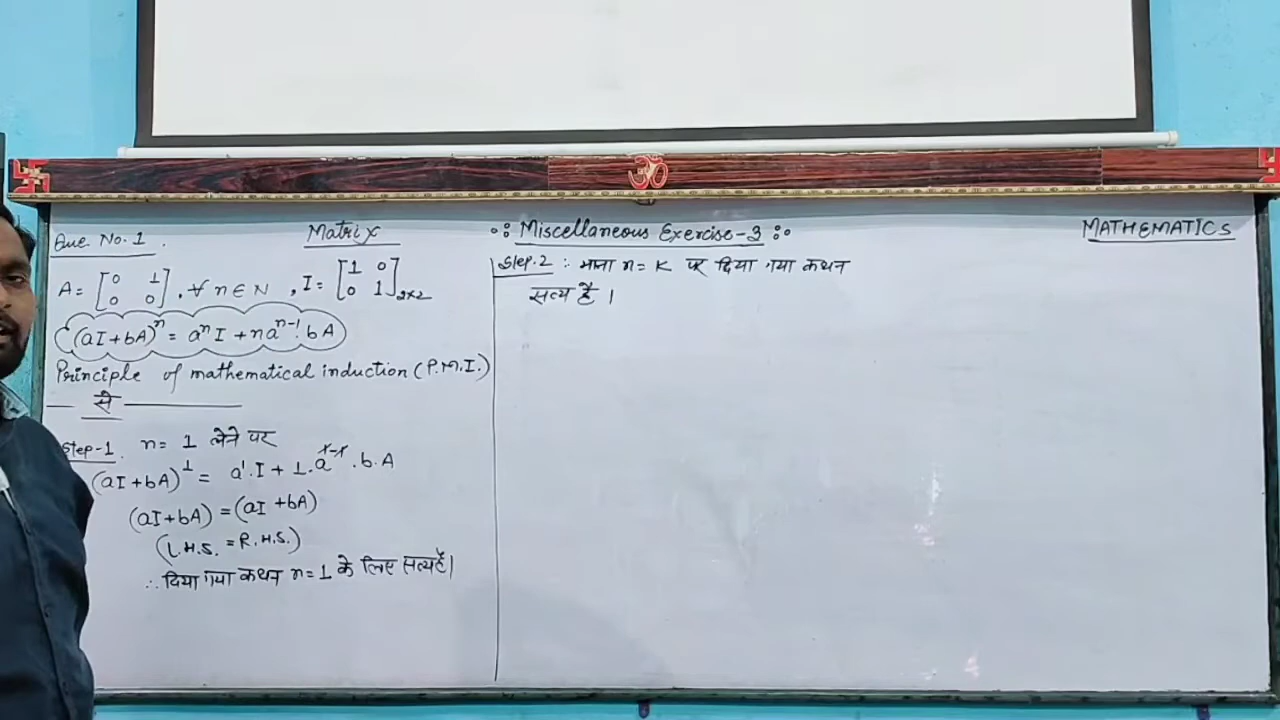 Que No. 1.
Matrix
Miscellaneous Exercise-3
MATHEMATICS
A = [0 1 0 0], ∀ n ∈ N, I = [1 0 0 1]2×2
(aI + bA)^n = a^n I + n a^(n-1). bA
Principle of mathematical induction (P.M.I.)
से
Step-1. n = 1 लेने पर
(aI + bA)^1 = a^1. I + 1. a^(1-1). b. A
(aI + bA) = (aI + bA)
(L.H.S. = R.H.S.)
∴ दिया गया कथन n = 1 के लिए सत्य है।
Step.2 : माना n = K पर दिया गया कथन
सत्य है।